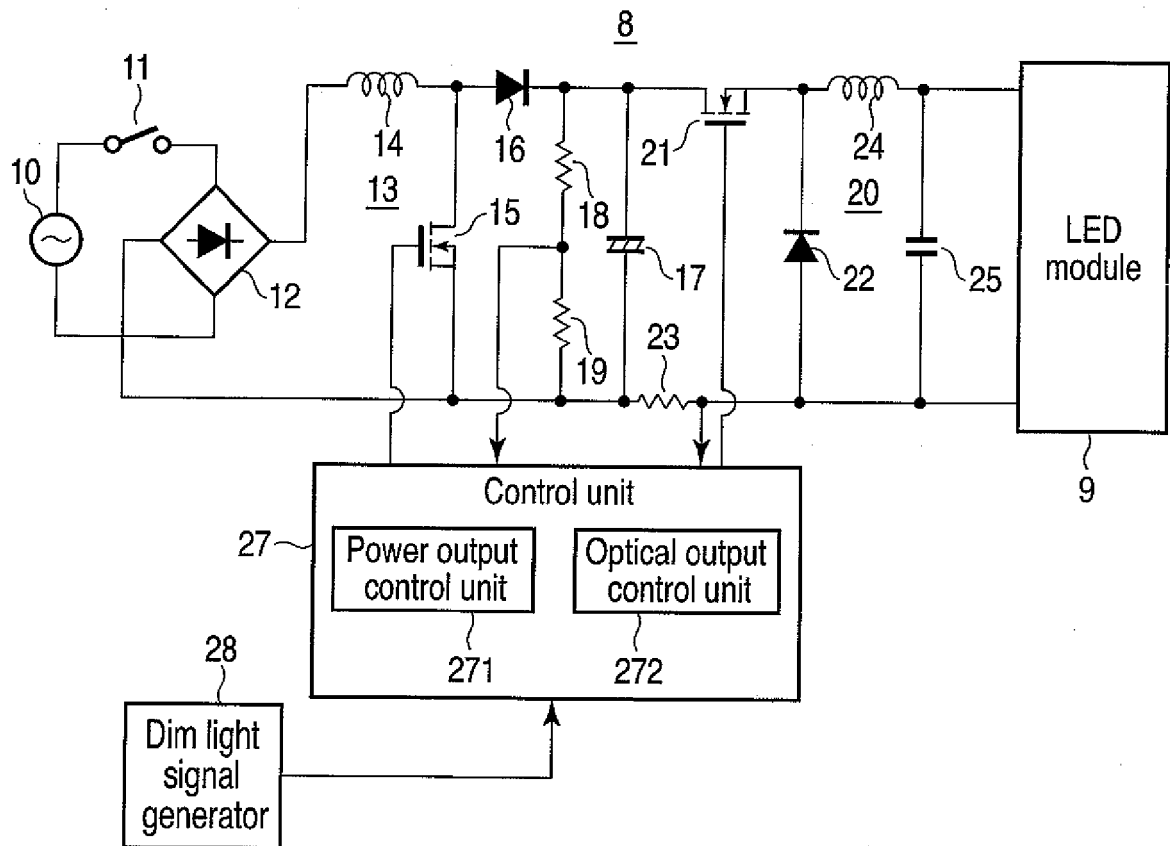 8
11
10
12
14
13
15
16
18
19
17
21
23
22
24
20
25
LED
module
9
Control unit
27
Power output
control unit
271
Optical output
control unit
272
28
Dim light
signal
generator